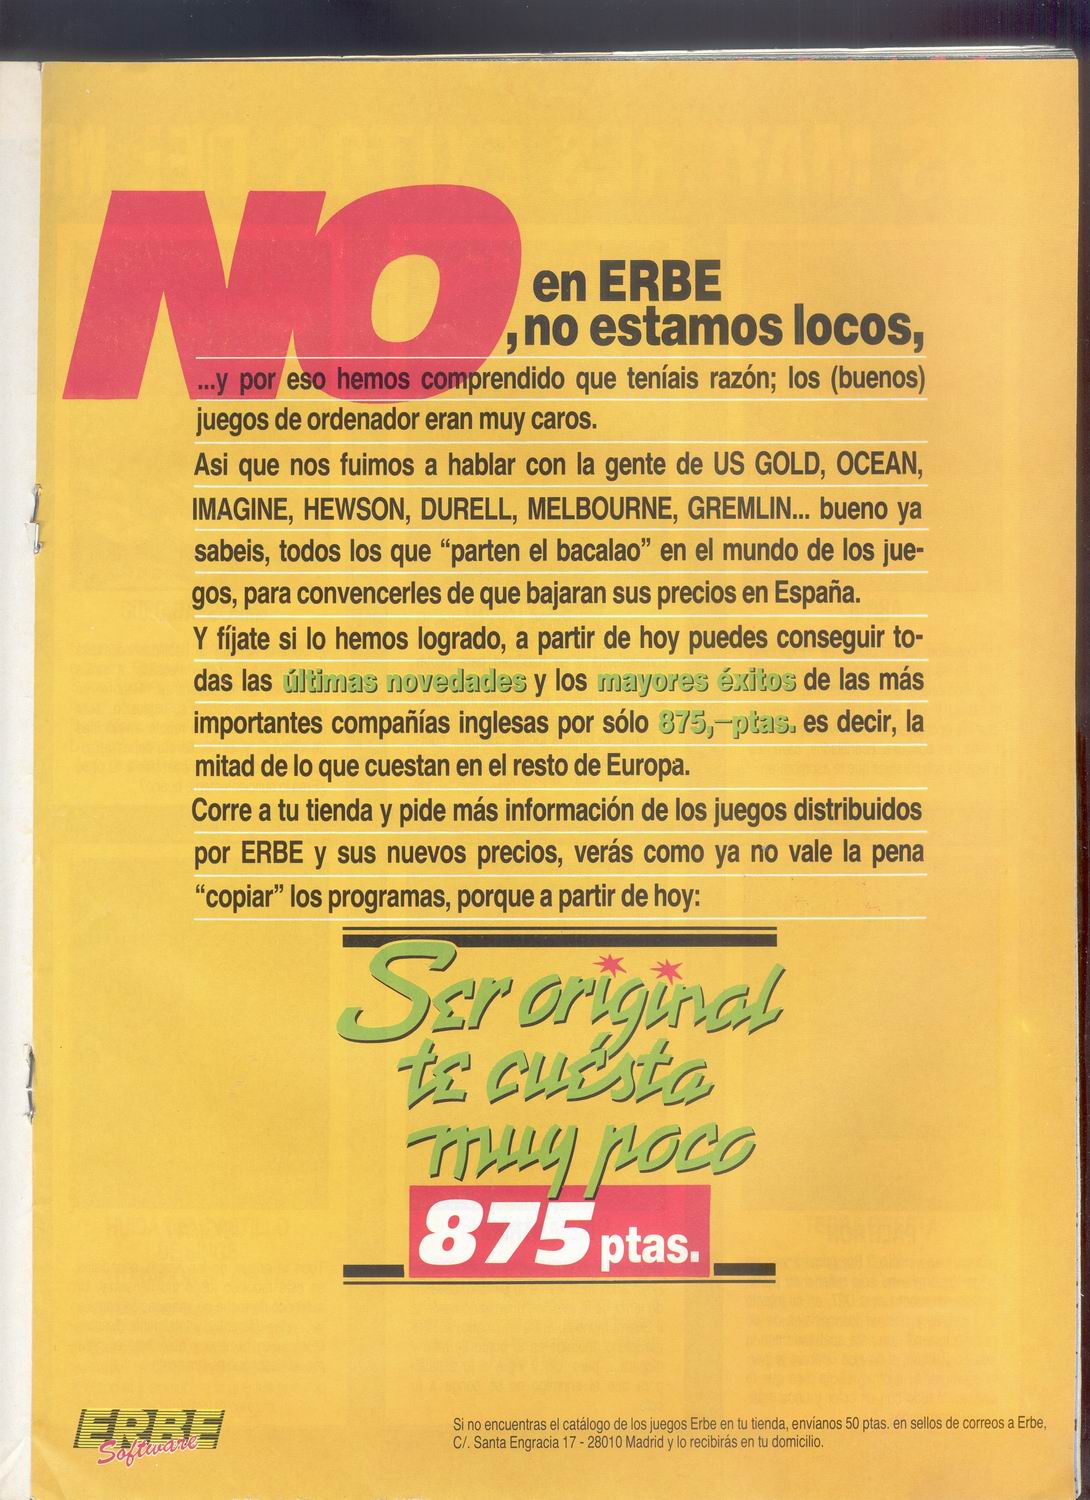 NO
en ERBE
, no estamos locos,
...y por eso hemos comprendido que teníais razón; los (buenos)
juegos de ordenador eran muy caros.
Asi que nos fuimos a hablar con la gente de US GOLD, OCEAN,
IMAGINE, HEWSON, DURELL, MELBOURNE, GREMLIN... bueno ya
sabeis, todos los que “parten el bacalao” en el mundo de los jue-
gos, para convencerles de que bajaran sus precios en España.
Y fíjate si lo hemos logrado, a partir de hoy puedes conseguir to-
das las últimas novedades y los mayores éxitos de las más
importantes compañías inglesas por sólo 875,—ptas. es decir, la
mitad de lo que cuestan en el resto de Europa.
Corre a tu tienda y pide más información de los juegos distribuidos
por ERBE y sus nuevos precios, verás como ya no vale la pena
“copiar” los programas, porque a partir de hoy:
Ser original
te cuésta
muy poco
875 ptas.
ERBE
Software
Si no encuentras el catálogo de los juegos Erbe en tu tienda, envíanos 50 ptas. en sellos de correos a Erbe,
C/. Santa Engracia 17 - 28010 Madrid y lo recibirás en tu domicilio.